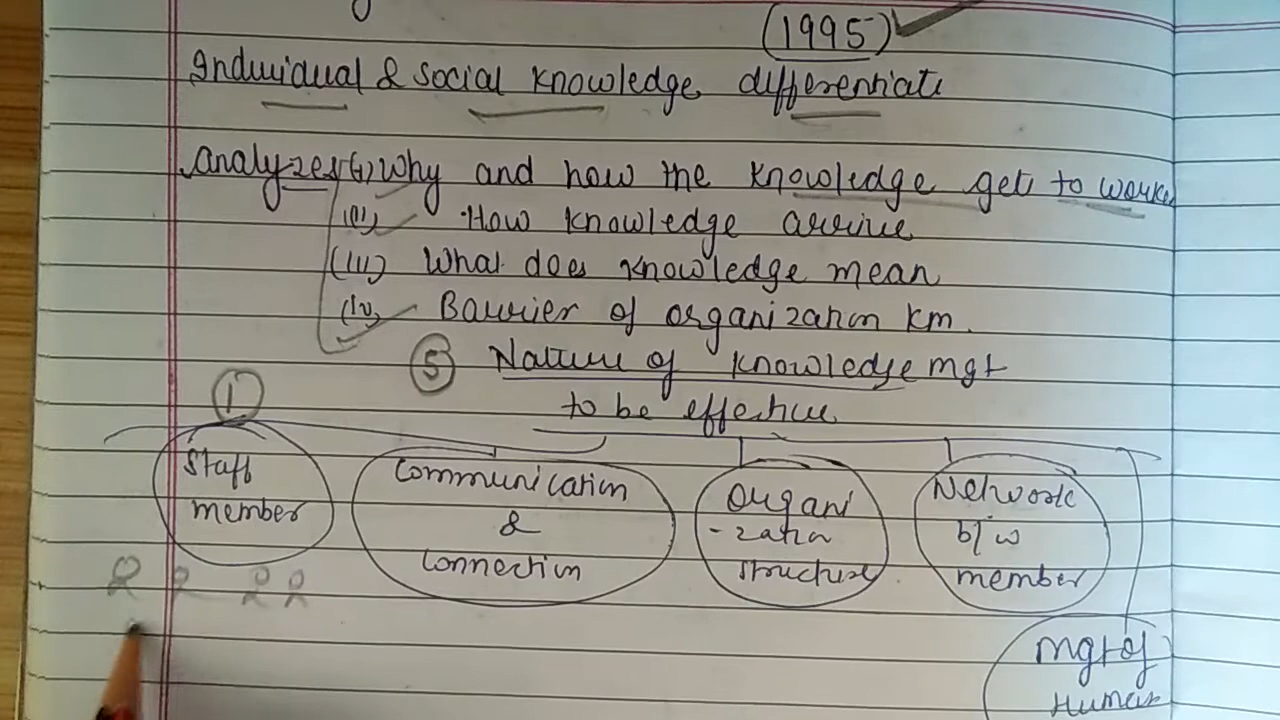 (1995)
Individual & social knowledge differentiate
Analyzes (i) Why and how the knowledge gets to works
(ii) How knowledge arrive
(iii) What does knowledge mean
(iv) Barrier of organization km.
5 Nature of knowledge mgt
to be effective
1
Staff
member
Communication
&
Connection
Organi
-zation
structure
Network
b/w
member
Mgt of
Human